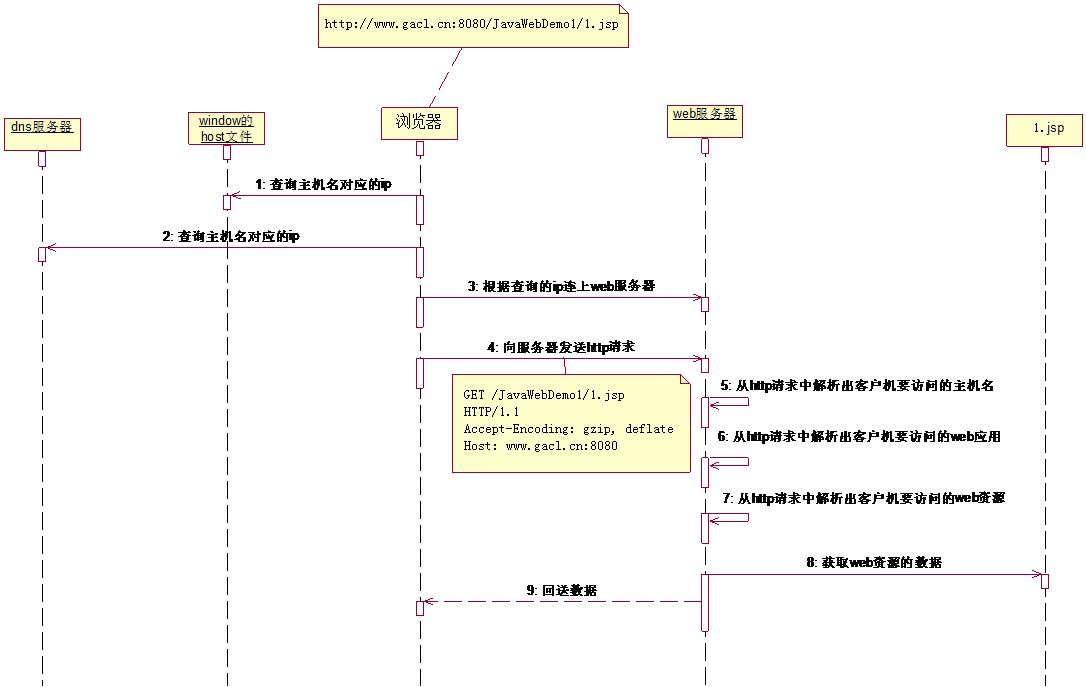 http://www.gacl.cn:8080/JavaWebDemo1/1.jsp
dns服务器
window的
host文件
浏览器
web服务器
1.jsp
1: 查询主机名对应的ip
2: 查询主机名对应的ip
3: 根据查询的ip连上web服务器
4: 向服务器发送http请求
GET /JavaWebDemo1/1.jsp
HTTP/1.1
Accept-Encoding: gzip, deflate
Host: www.gacl.cn:8080
5: 从http请求中解析出客户机要访问的主机名
6: 从http请求中解析出客户机要访问的web应用
7: 从http请求中解析出客户机要访问的web资源
8: 获取web资源的数据
9: 回送数据